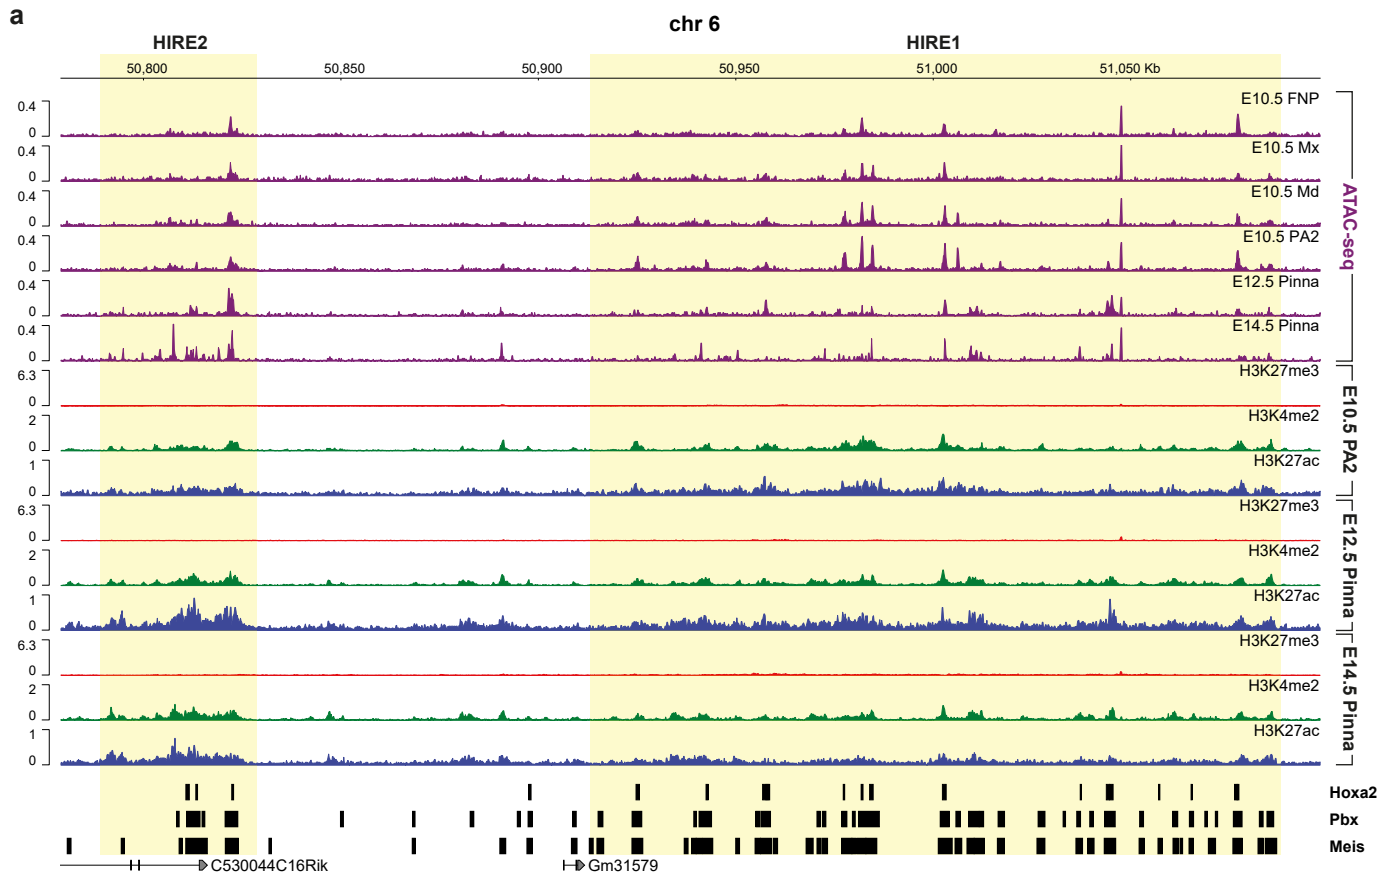 a
chr 6
HIRE2 HIRE1
50,800 50,850 50,900 50,950 51,000 51,050 Kb
E10.5 FNP
0.4
0
E10.5 Mx
0.4
0
E10.5 Md
0.4
0
E10.5 PA2
0.4
0
E12.5 Pinna
0.4
0
E14.5 Pinna
0.4
0
ATAC-seq
H3K27me3
6.3
0
H3K4me2
2
0
H3K27ac
1
0
E10.5 PA2
H3K27me3
6.3
0
H3K4me2
2
0
H3K27ac
1
0
E12.5 Pinna
H3K27me3
6.3
0
H3K4me2
2
0
H3K27ac
1
0
E14.5 Pinna
Hoxa2
Pbx
Meis
C530044C16Rik Gm31579